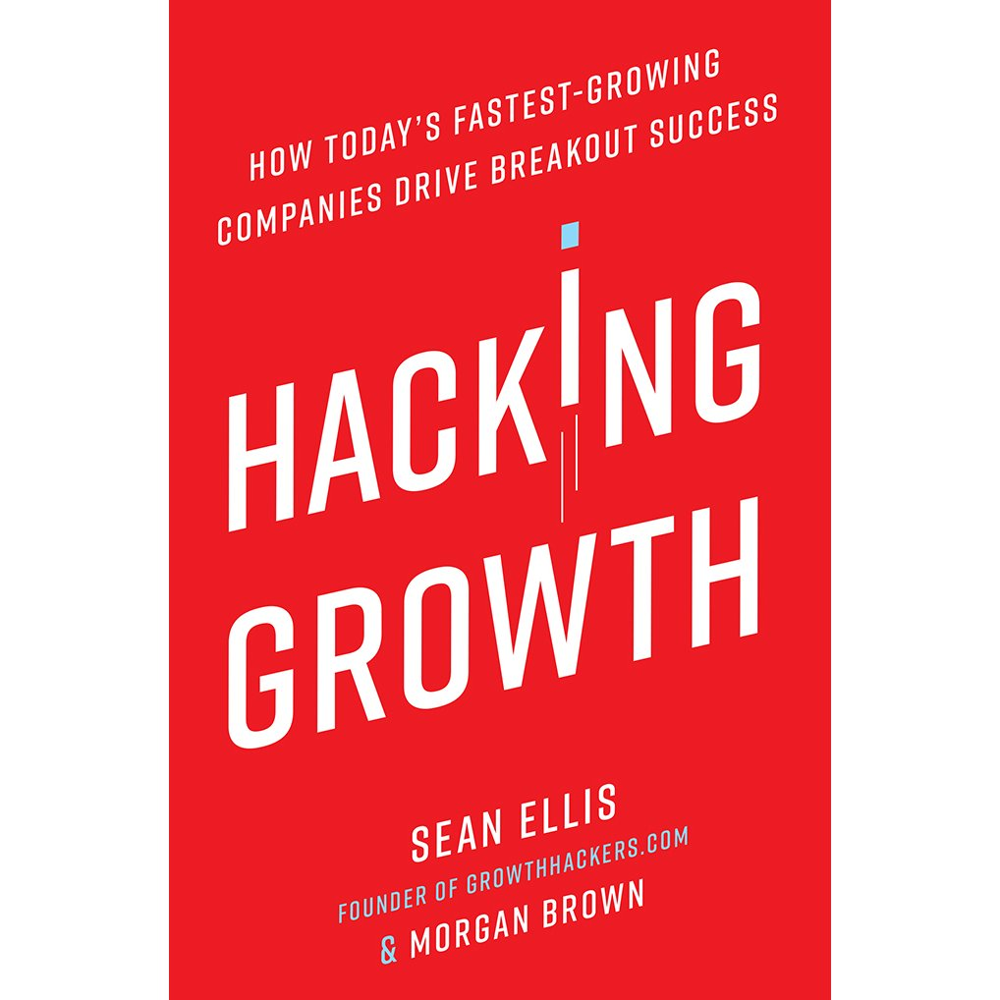 HOW TODAY'S FASTEST-GROWING
COMPANIES DRIVE BREAKOUT SUCCESS
HACKiNG
GROWTH
SEAN ELLIS
FOUNDER OF GROWTHHACKERS.COM
& MORGAN BROWN